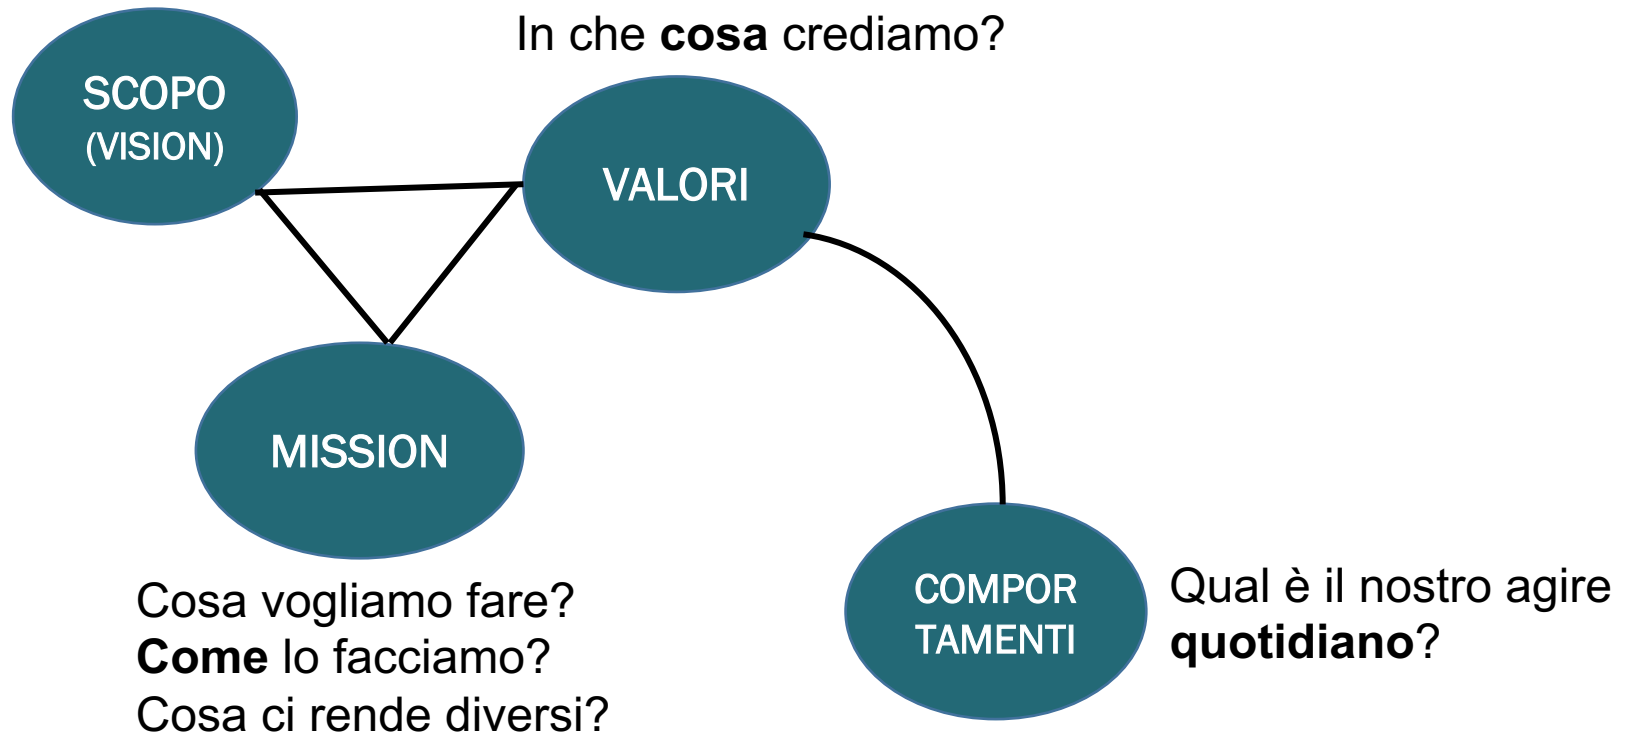 In che cosa crediamo?
SCOPO
(VISION)
VALORI
MISSION
Cosa vogliamo fare?
Come lo facciamo?
Cosa ci rende diversi?
COMPOR
TAMENTI
Qual è il nostro agire
quotidiano?